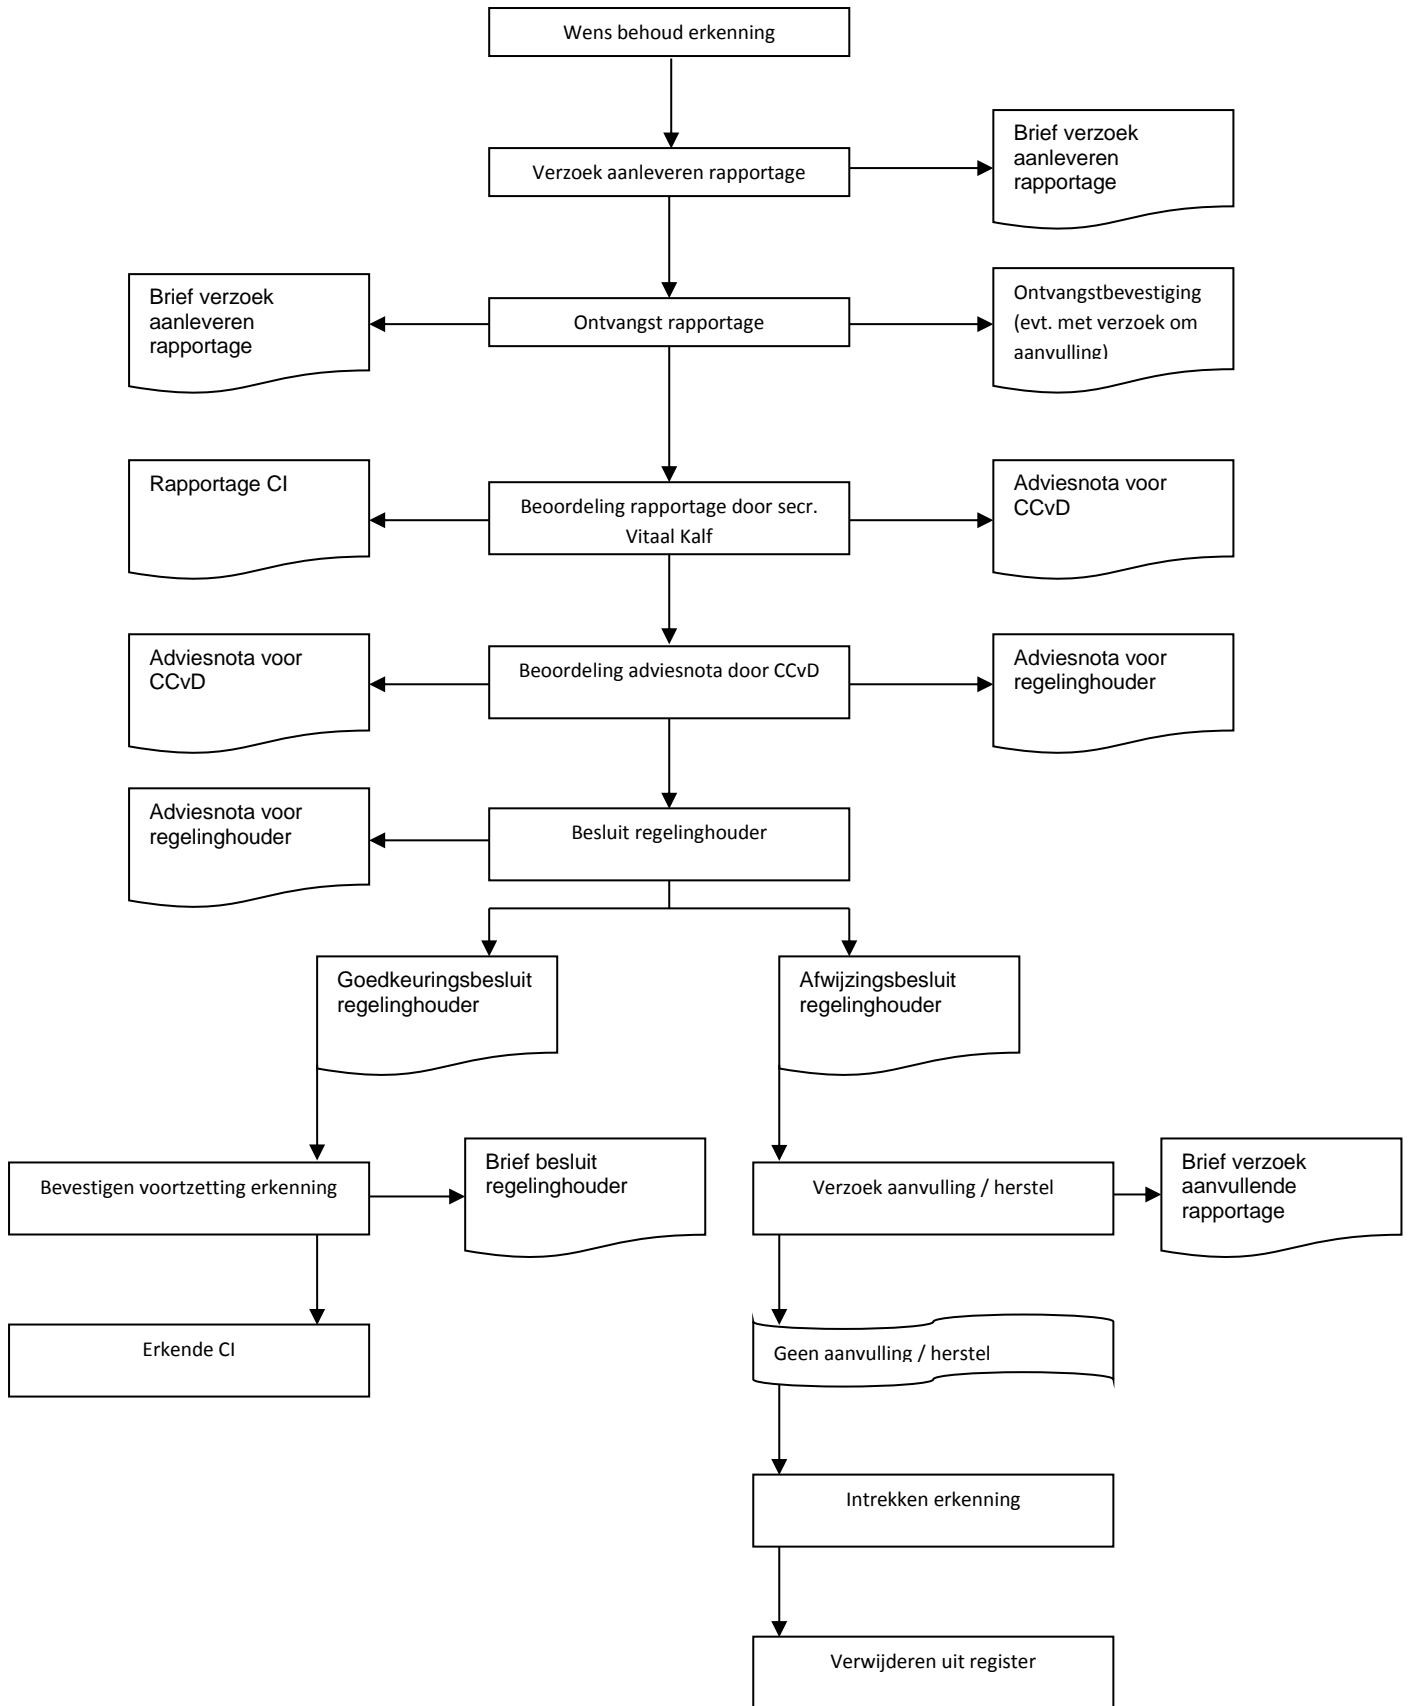 Wens behoud erkenning
Verzoek aanleveren rapportage
Brief verzoek
aanleveren
rapportage
Brief verzoek
aanleveren
rapportage
Ontvangst rapportage
Ontvangstbevestiging
(evt. met verzoek om
aanvulling)
Rapportage CI
Beoordeling rapportage door secr.
Vitaal Kalf
Adviesnota voor
CCvD
Adviesnota voor
CCvD
Beoordeling adviesnota door CCvD
Adviesnota voor
regelinghouder
Adviesnota voor
regelinghouder
Besluit regelinghouder
Goedkeuringsbesluit
regelinghouder
Afwijzingsbesluit
regelinghouder
Bevestigen voortzetting erkenning
Brief besluit
regelinghouder
Verzoek aanvulling / herstel
Brief verzoek
aanvullende
rapportage
Erkende CI
Geen aanvulling / herstel
Intrekken erkenning
Verwijderen uit register